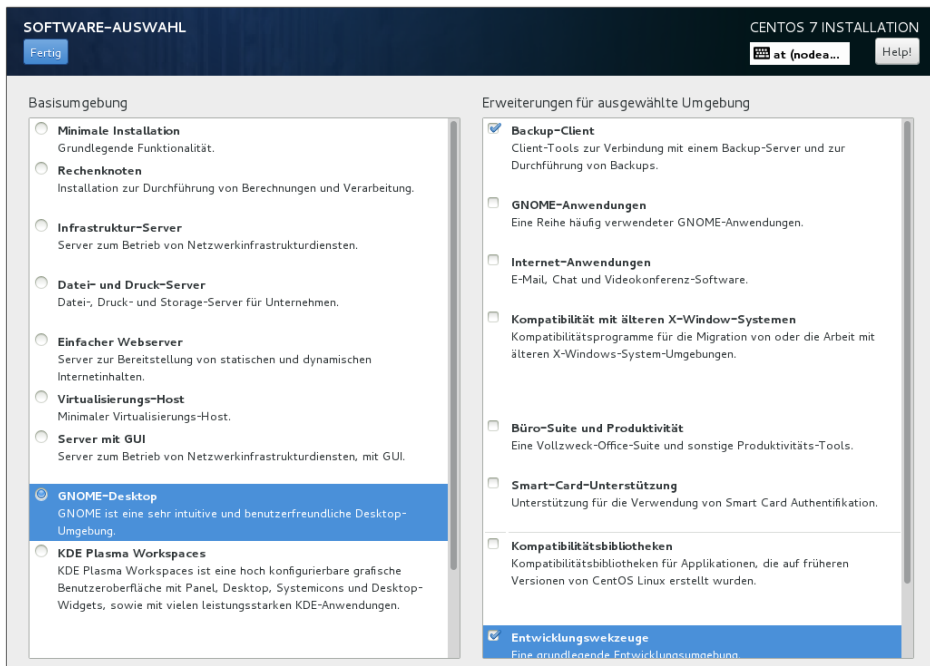 SOFTWARE-AUSWAHL
CENTOS 7 INSTALLATION
Fertig
at (nodea...
Help!
Basisumgebung
Minimale Installation
Grundlegende Funktionalität.
Rechenknoten
Installation zur Durchführung von Berechnungen und Verarbeitung.
Infrastruktur-Server
Server zum Betrieb von Netzwerkinfrastrukturdiensten.
Datei- und Druck-Server
Datei-, Druck- und Storage-Server für Unternehmen.
Einfacher Webserver
Server zur Bereitstellung von statischen und dynamischen
Internetinhalten.
Virtualisierungs-Host
Minimaler Virtualisierungs-Host.
Server mit GUI
Server zum Betrieb von Netzwerkinfrastrukturdiensten, mit GUI.
GNOME-Desktop
GNOME ist eine sehr intuitive und benutzerfreundliche Desktop-
Umgebung.
KDE Plasma Workspaces
KDE Plasma Workspaces ist eine hoch konfigurierbare grafische
Benutzeroberfläche mit Panel, Desktop, Systemicons und Desktop-
Widgets, sowie mit vielen leistungsstarken KDE-Anwendungen.
Erweiterungen für ausgewählte Umgebung
Backup-Client
Client-Tools zur Verbindung mit einem Backup-Server und zur
Durchführung von Backups.
GNOME-Anwendungen
Eine Reihe häufig verwendeter GNOME-Anwendungen.
Internet-Anwendungen
E-Mail, Chat und Videokonferenz-Software.
Kompatibilität mit älteren X-Window-Systemen
Kompatibilitätsprogramme für die Migration von oder die Arbeit mit
älteren X-Windows-System-Umgebungen.
Büro-Suite und Produktivität
Eine Vollzweck-Office-Suite und sonstige Produktivitäts-Tools.
Smart-Card-Unterstützung
Unterstützung für die Verwendung von Smart Card Authentifikation.
Kompatibilitätsbibliotheken
Kompatibilitätsbibliotheken für Applikationen, die auf früheren
Versionen von CentOS Linux erstellt wurden.
Entwicklungswekzeuge
Eine grundlegende Entwicklungsumgebung.